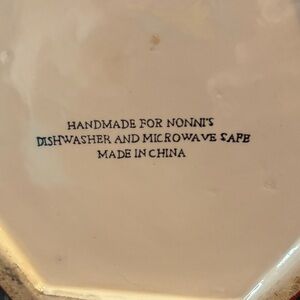 HANDMADE FOR NONNI'S
DISHWASHER AND MICROWAVE SAFE
MADE IN CHINA